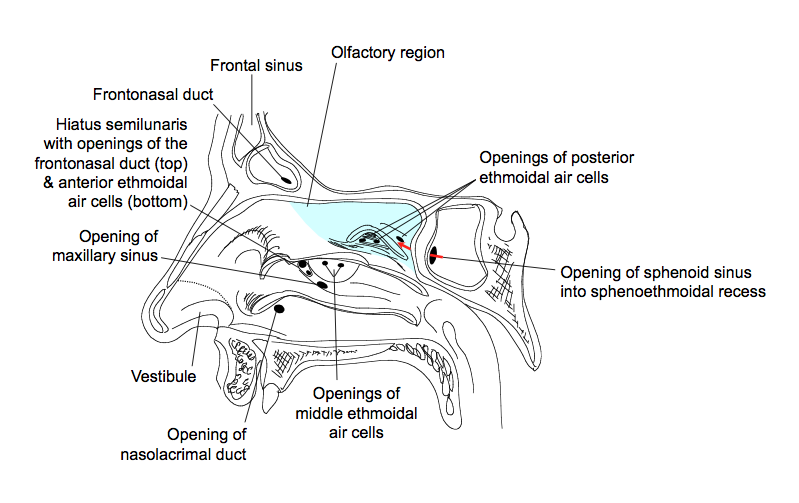 Olfactory region
Frontal sinus
Frontonasal duct
Hiatus semilunaris
with openings of the
frontonasal duct (top)
& anterior ethmoidal
air cells (bottom)
Openings of posterior
ethmoidal air cells
Opening of
maxillary sinus
Opening of sphenoid sinus
into sphenoethmoidal recess
Vestibule
Openings of
middle ethmoidal
air cells
Opening of
nasolacrimal duct